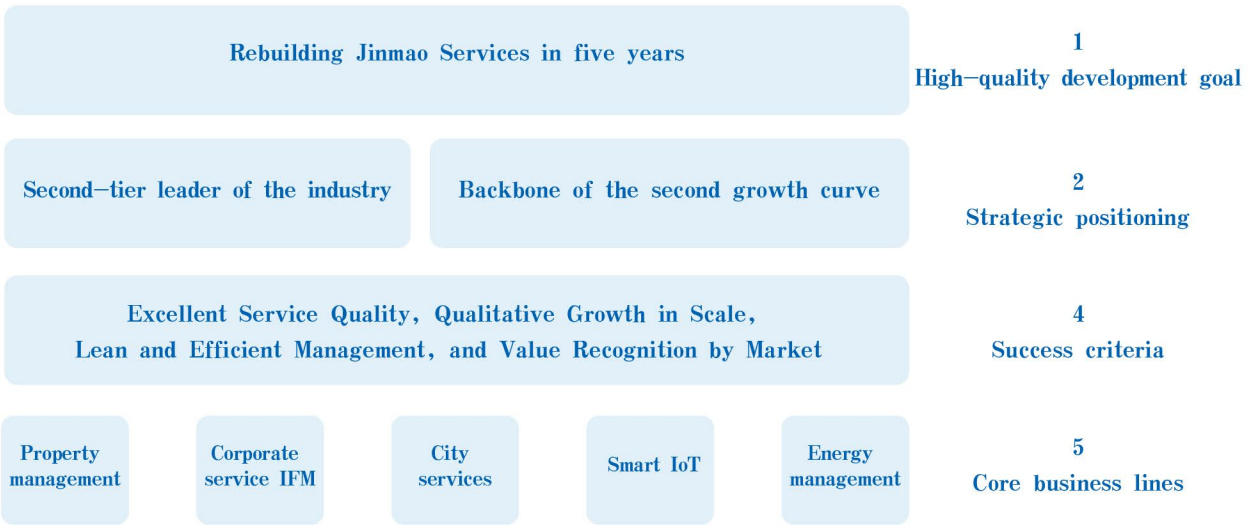 Rebuilding Jinmao Services in five years
1
High-quality development goal
Second-tier leader of the industry
Backbone of the second growth curve
2
Strategic positioning
Excellent Service Quality, Qualitative Growth in Scale,
Lean and Efficient Management, and Value Recognition by Market
4
Success criteria
Property
management
Corporate
service IFM
City
services
Smart IoT
Energy
management
5
Core business lines